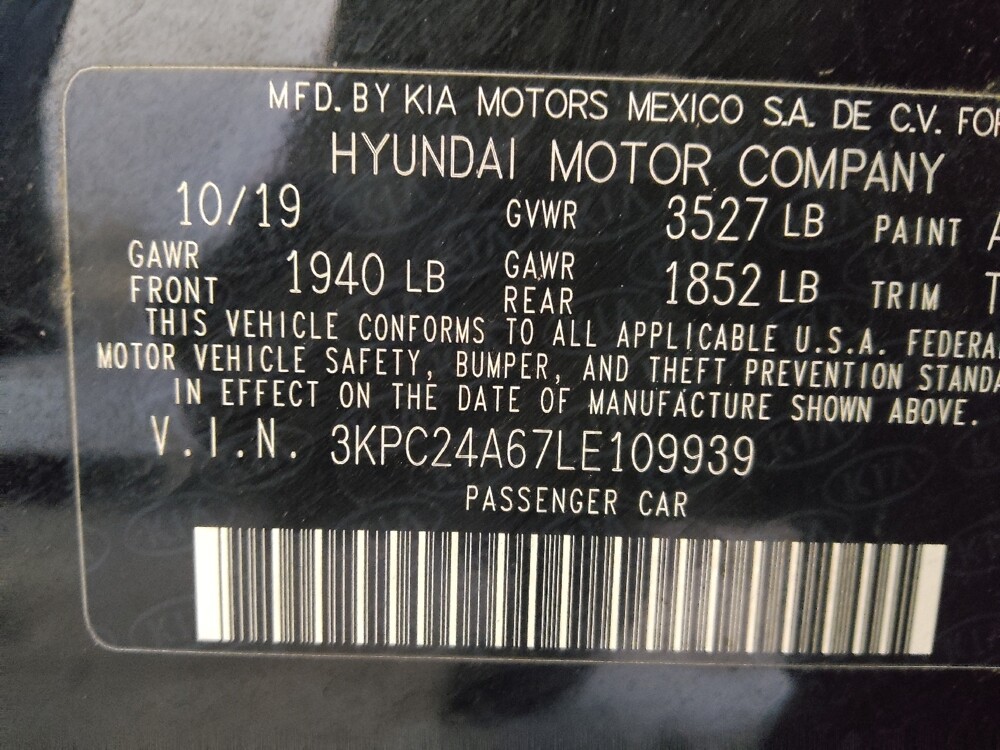 MFD. BY KIA MOTORS MEXICO S.A. DE C.V. FOR
HYUNDAI MOTOR COMPANY
10/19 GVWR 3527 LB PAINT
GAWR FRONT 1940 LB GAWR REAR 1852 LB TRIM
THIS VEHICLE CONFORMS TO ALL APPLICABLE U.S.A. FEDERA
MOTOR VEHICLE SAFETY, BUMPER, AND THEFT PREVENTION STANDA
IN EFFECT ON THE DATE OF MANUFACTURE SHOWN ABOVE.
V.I.N. 3KPC24A67LE109939
PASSENGER CAR